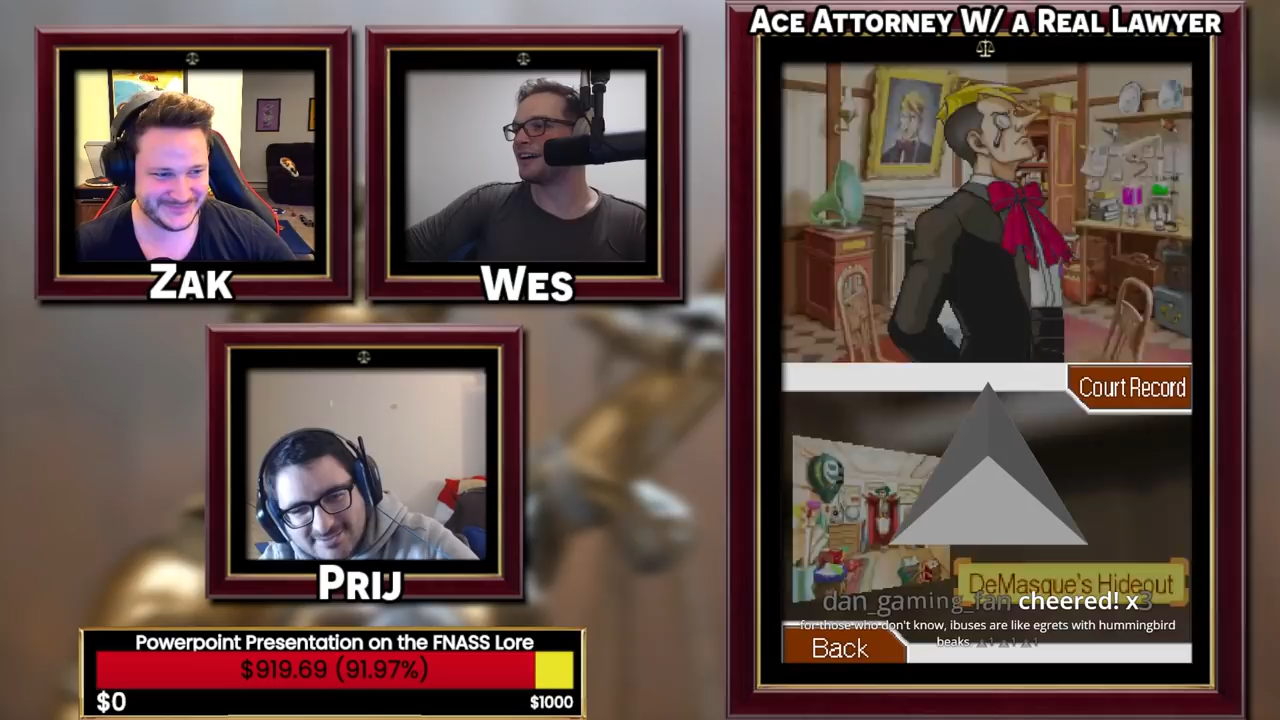 ACE ATTORNEY W/ A REAL LAWYER
ZAK
WES
PRIJ
Court Record
DeMasque's Hideout
dan_gaming_fan cheered! x3
for those who don't know, ibuses are like egrets with hummingbird
beaks
Back
Powerpoint Presentation on the FNASS Lore
$919.69 (91.97%)
$0
$1000